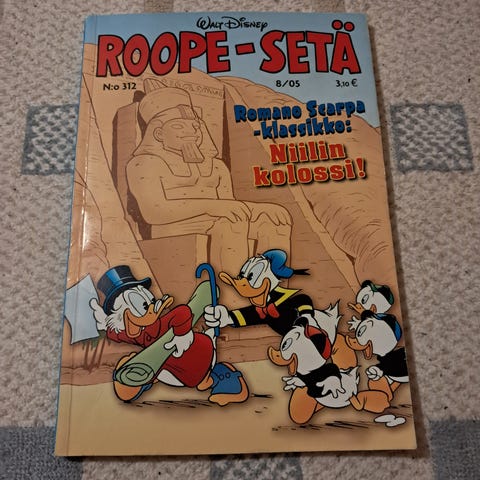 WALT DISNEY
ROOPE-SETÄ
N:o 312 8/05 3,10 €
Romano Scarpa
-klassikko:
Niilin
kolossi!